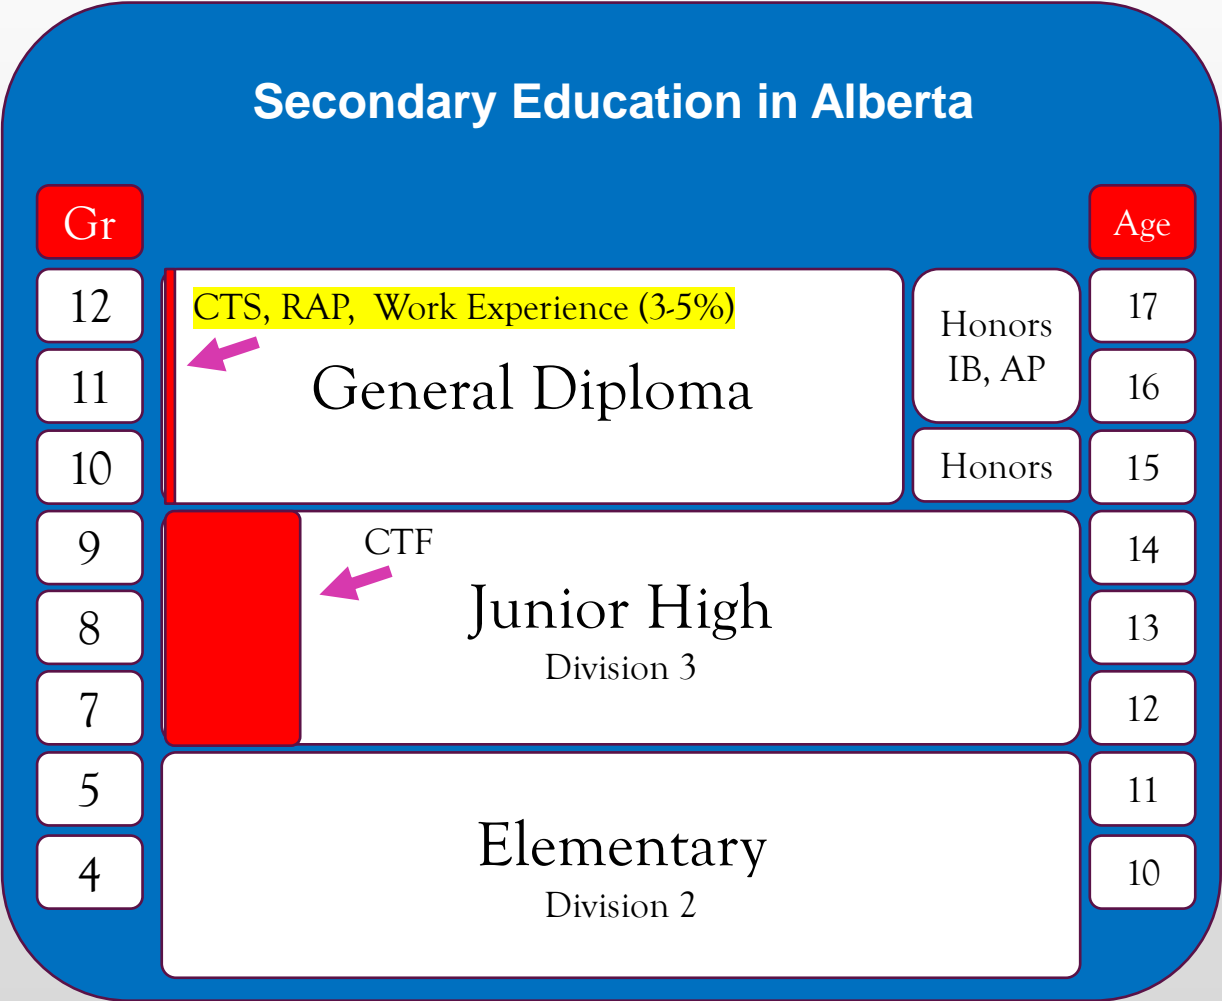 Secondary Education in Alberta
Gr
Age
12
CTS, RAP,  Work Experience (3-5%)
Honors
IB, AP
17
11
General Diploma
16
10
Honors
15
9
CTF
14
8
Junior High
Division 3
13
7
12
5
11
4
Elementary
Division 2
10